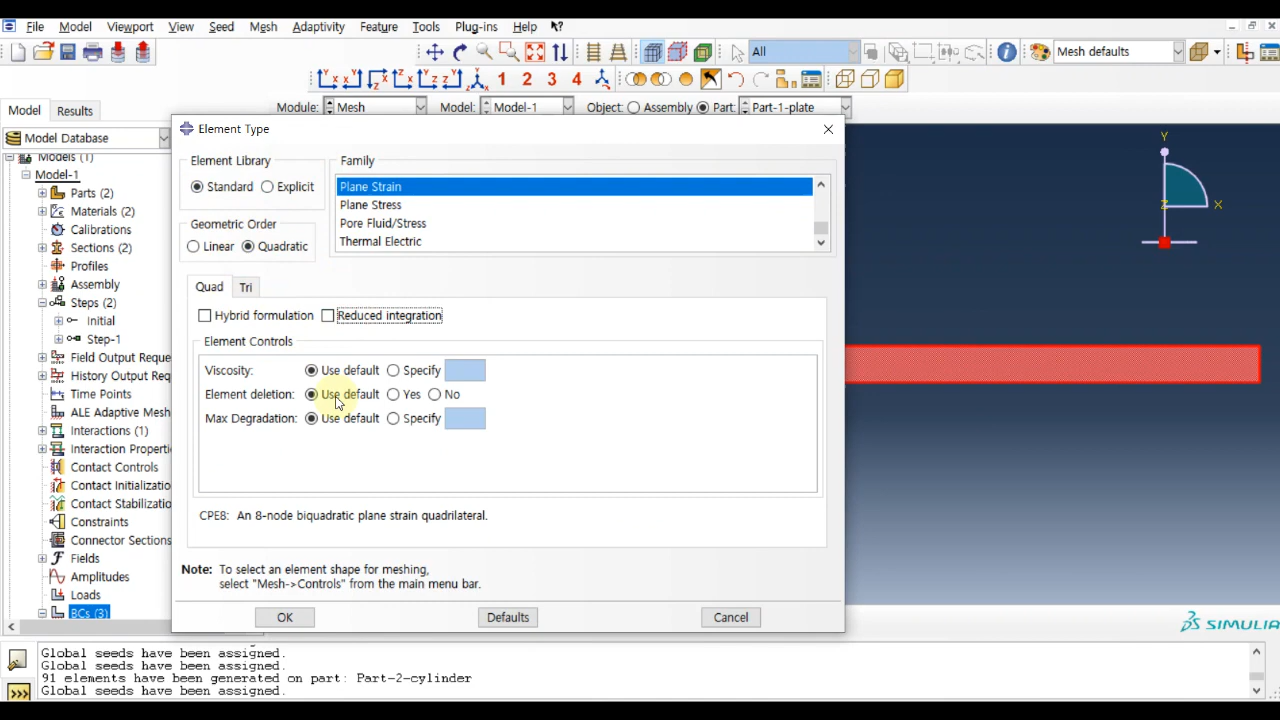 File Model Viewport View Seed Mesh Adaptivity Feature Tools Plug-ins Help
All Mesh defaults
1 2 3 4
Model Results Module: Mesh Model: Model-1 Object: Assembly Part: Part-1-plate
Model Database
Models (1)
Model-1
Parts (2)
Materials (2)
Calibrations
Sections (2)
Profiles
Assembly
Steps (2)
Initial
Step-1
Field Output Reque
History Output Req
Time Points
ALE Adaptive Mesh
Interactions (1)
Interaction Properti
Contact Controls
Contact Initializatio
Contact Stabilizatio
Constraints
Connector Sections
Fields
Amplitudes
Loads
BCs (3)
Element Type
Element Library
Standard Explicit
Geometric Order
Linear Quadratic
Family
Plane Strain
Plane Stress
Pore Fluid/Stress
Thermal Electric
Quad Tri
Hybrid formulation Reduced integration
Element Controls
Viscosity: Use default Specify
Element deletion: Use default Yes No
Max Degradation: Use default Specify
CPE8: An 8-node biquadratic plane strain quadrilateral.
Note: To select an element shape for meshing,
select "Mesh->Controls" from the main menu bar.
OK Defaults Cancel
Y
Z X
SIMULIA
Global seeds have been assigned.
Global seeds have been assigned.
91 elements have been generated on part: Part-2-cylinder
Global seeds have been assigned.
>>>